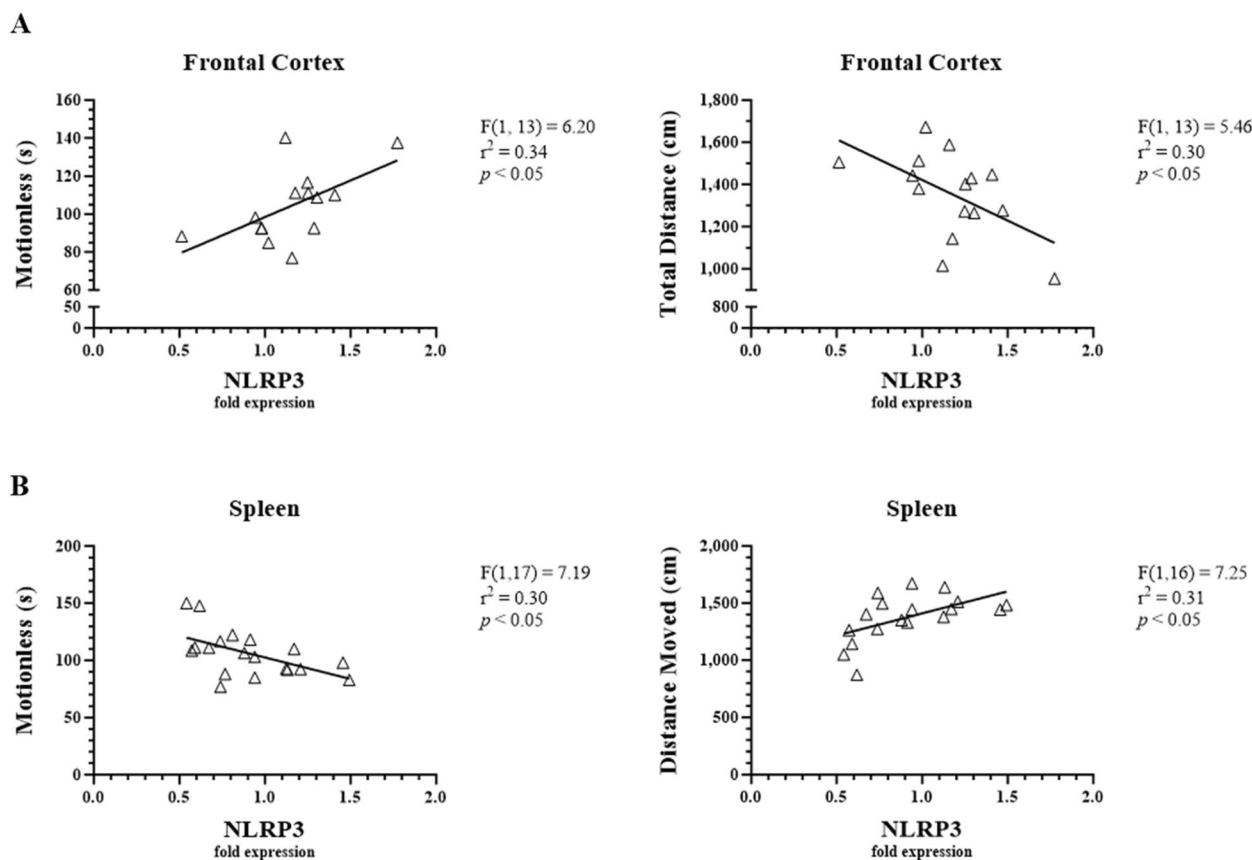 A
Frontal Cortex
Motionless (s)
160
140
120
100
80
60
50
0
0.0 0.5 1.0 1.5 2.0
NLRP3
fold expression
F(1, 13) = 6.20
r² = 0.34
p < 0.05
Frontal Cortex
Total Distance (cm)
1,800
1,600
1,400
1,200
1,000
800
0
0.0 0.5 1.0 1.5 2.0
NLRP3
fold expression
F(1, 13) = 5.46
r² = 0.30
p < 0.05
B
Spleen
Motionless (s)
200
150
100
50
0
0.0 0.5 1.0 1.5 2.0
NLRP3
fold expression
F(1,17) = 7.19
r² = 0.30
p < 0.05
Spleen
Distance Moved (cm)
2,000
1,500
1,000
500
0
0.0 0.5 1.0 1.5 2.0
NLRP3
fold expression
F(1,16) = 7.25
r² = 0.31
p < 0.05